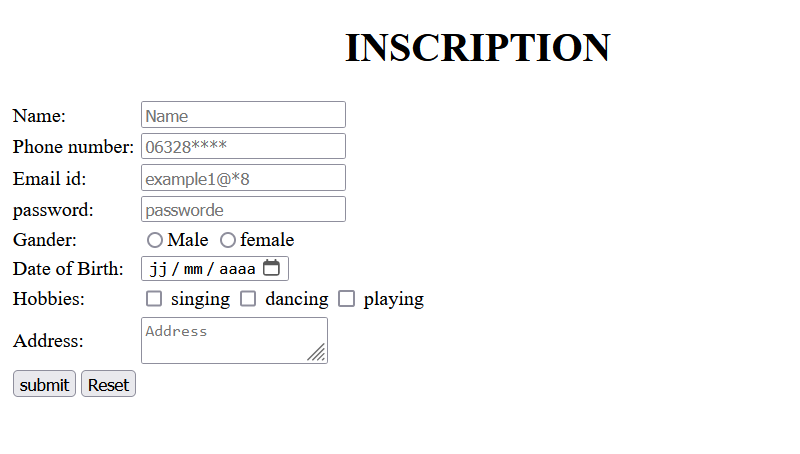 INSCRIPTION
Name: Name
Phone number: 06328****
Email id: example1@*8
password: passworde
Gander: Male female
Date of Birth: jj/mm/aaaa
Hobbies: singing dancing playing
Address: Address
submit Reset